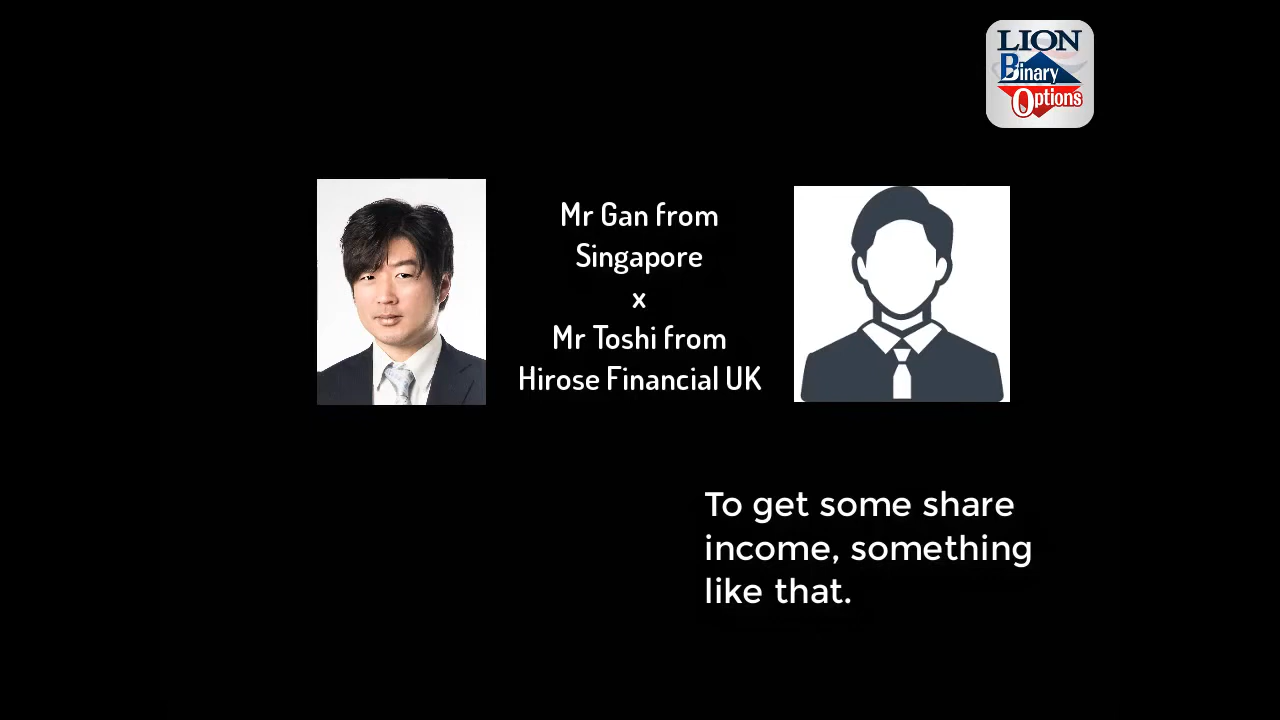 LION
Binary
Options
Mr Gan from
Singapore
x
Mr Toshi from
Hirose Financial UK
To get some share
income, something
like that.